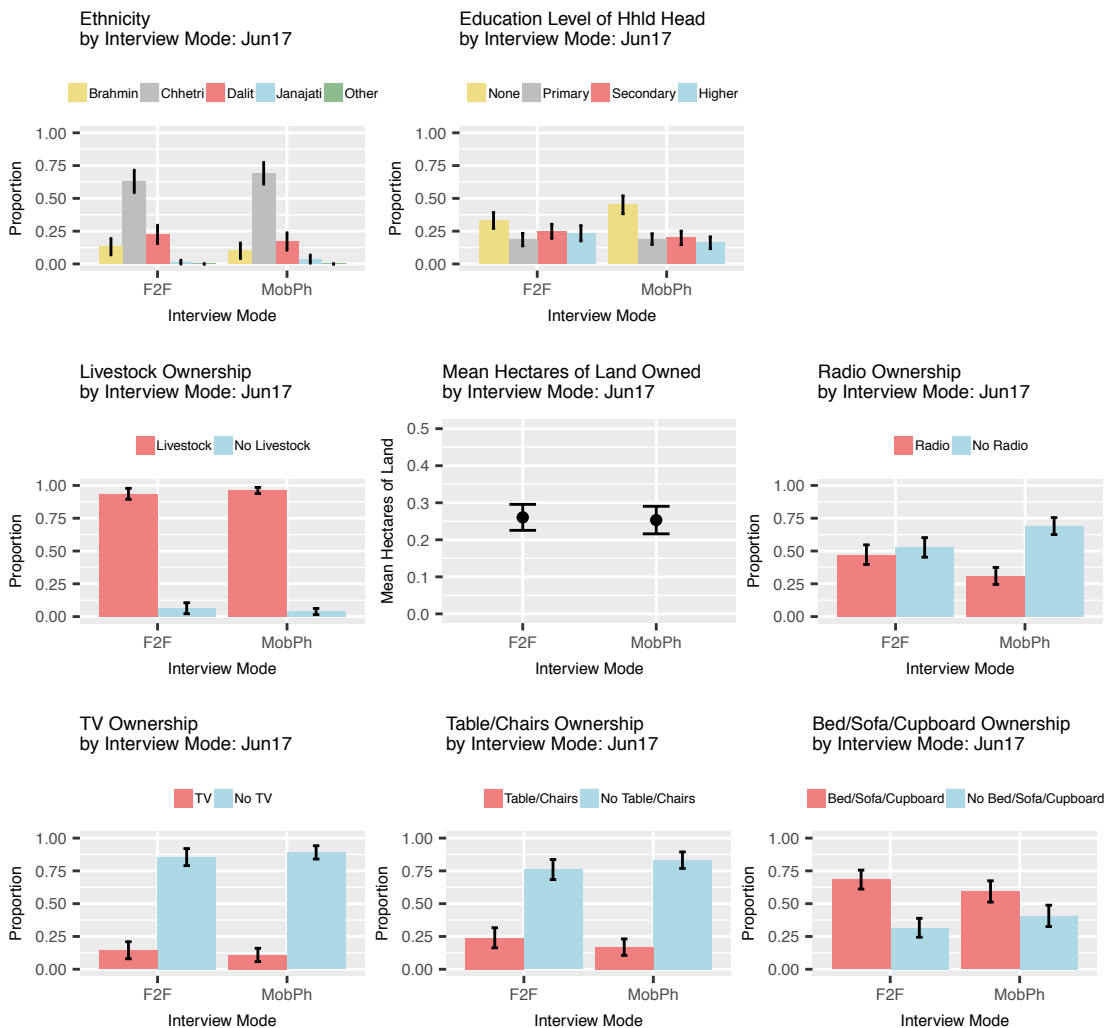 Ethnicity
by Interview Mode: Jun17
Brahmin Chhetri Dalit Janajati Other
1.00
0.75
0.50
0.25
0.00
Proportion
F2F MobPh
Interview Mode
Education Level of Hhld Head
by Interview Mode: Jun17
None Primary Secondary Higher
1.00
0.75
0.50
0.25
0.00
Proportion
F2F MobPh
Interview Mode
Livestock Ownership
by Interview Mode: Jun17
Livestock No Livestock
1.00
0.75
0.50
0.25
0.00
Proportion
F2F MobPh
Interview Mode
Mean Hectares of Land Owned
by Interview Mode: Jun17
0.5
0.4
0.3
0.2
0.1
0.0
Mean Hectares of Land
F2F MobPh
Interview Mode
Radio Ownership
by Interview Mode: Jun17
Radio No Radio
1.00
0.75
0.50
0.25
0.00
Proportion
F2F MobPh
Interview Mode
TV Ownership
by Interview Mode: Jun17
TV No TV
1.00
0.75
0.50
0.25
0.00
Proportion
F2F MobPh
Interview Mode
Table/Chairs Ownership
by Interview Mode: Jun17
Table/Chairs No Table/Chairs
1.00
0.75
0.50
0.25
0.00
Proportion
F2F MobPh
Interview Mode
Bed/Sofa/Cupboard Ownership
by Interview Mode: Jun17
Bed/Sofa/Cupboard No Bed/Sofa/Cupboard
1.00
0.75
0.50
0.25
0.00
Proportion
F2F MobPh
Interview Mode